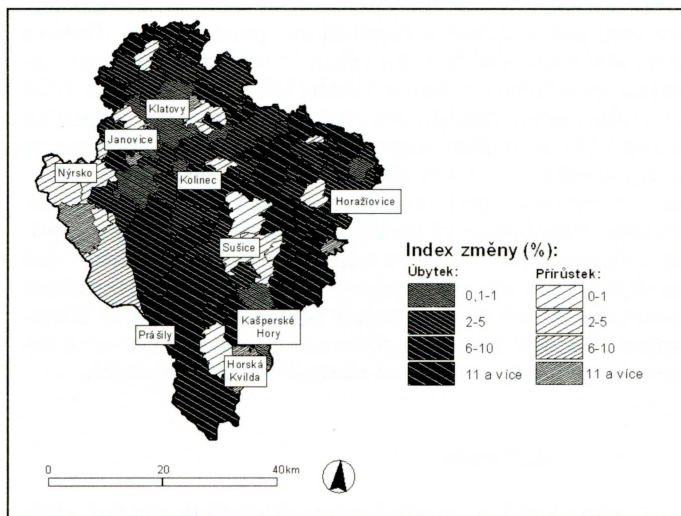 Klatovy
Janovice
Nýrsko
Kolinec
Horažïovice
Sušice
Kašperské
Hory
Prášily
Horská
Kvilda
Index změny (%):
Úbytek:
Přírůstek:
0,1-1
0-1
2-5
2-5
6-10
6-10
11 a více
11 a více
0
20
40km